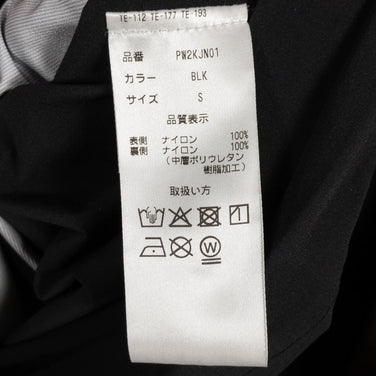 TE-112 TE-177 TE 193
品番 PW2KJN01
カラー BLK
サイズ S
品質表示
表側 ナイロン 100%
裏側 ナイロン 100%
(中層ポリウレタン
樹脂加工)
取扱い方
W